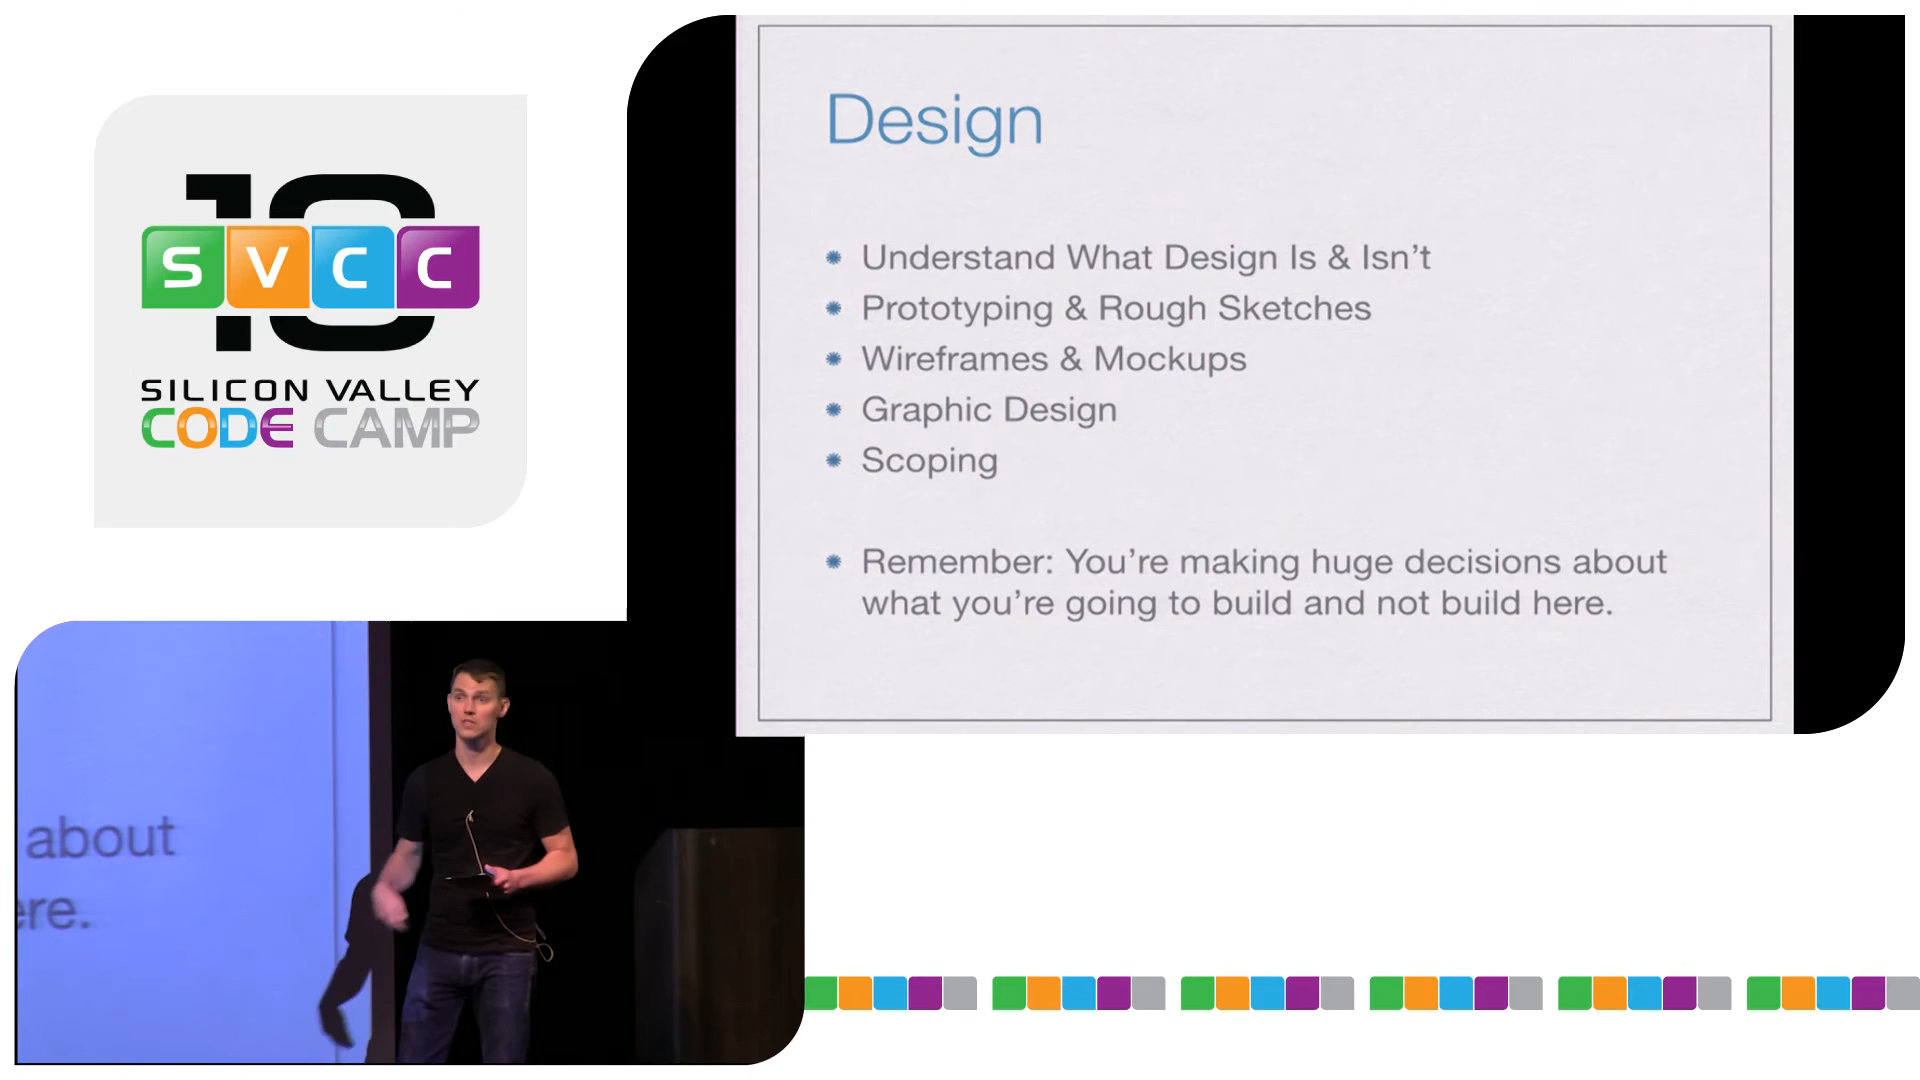 10
SVCC
SILICON VALLEY
CODE CAMP
Design
Understand What Design Is & Isn't
Prototyping & Rough Sketches
Wireframes & Mockups
Graphic Design
Scoping
Remember: You're making huge decisions about
what you're going to build and not build here.
about
ere.